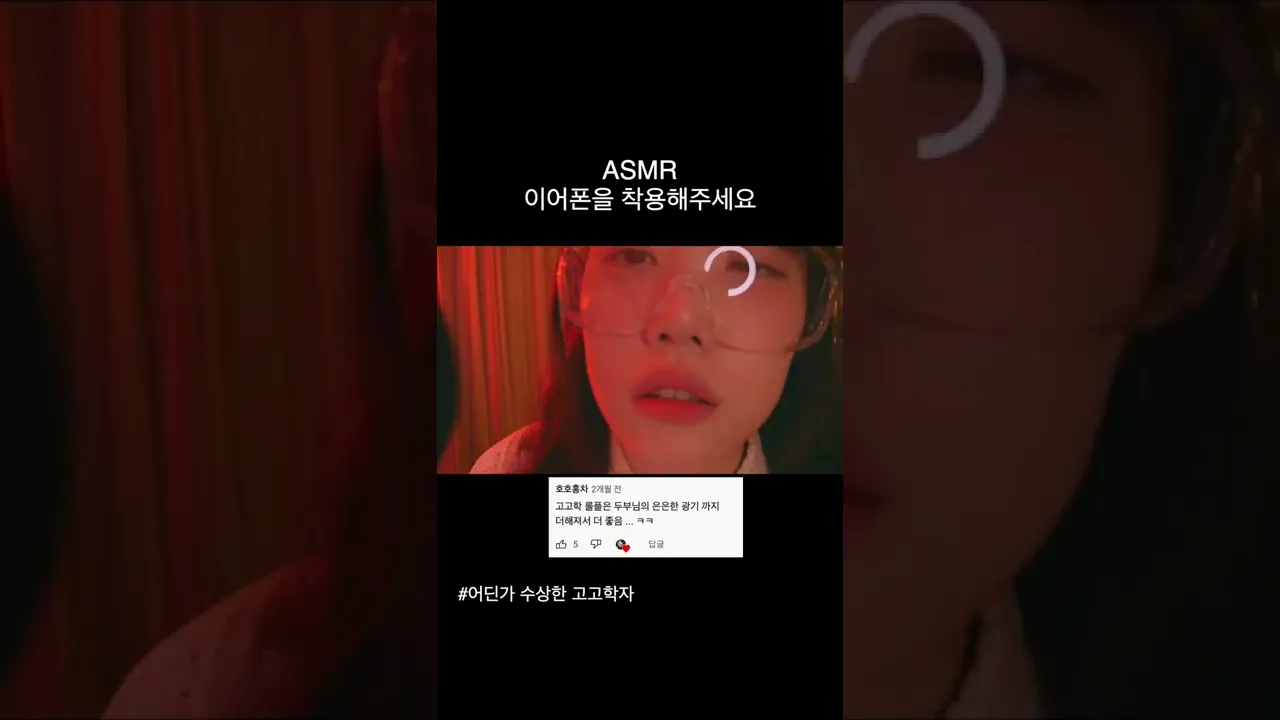 ASMR
이어폰을 착용해주세요
호호홍차 2개월 전
고고학 롤플은 두부님의 은은한 광기 까지
더해져서 더 좋음 ... ㅋㅋ
5
답글
#어딘가 수상한 고고학자